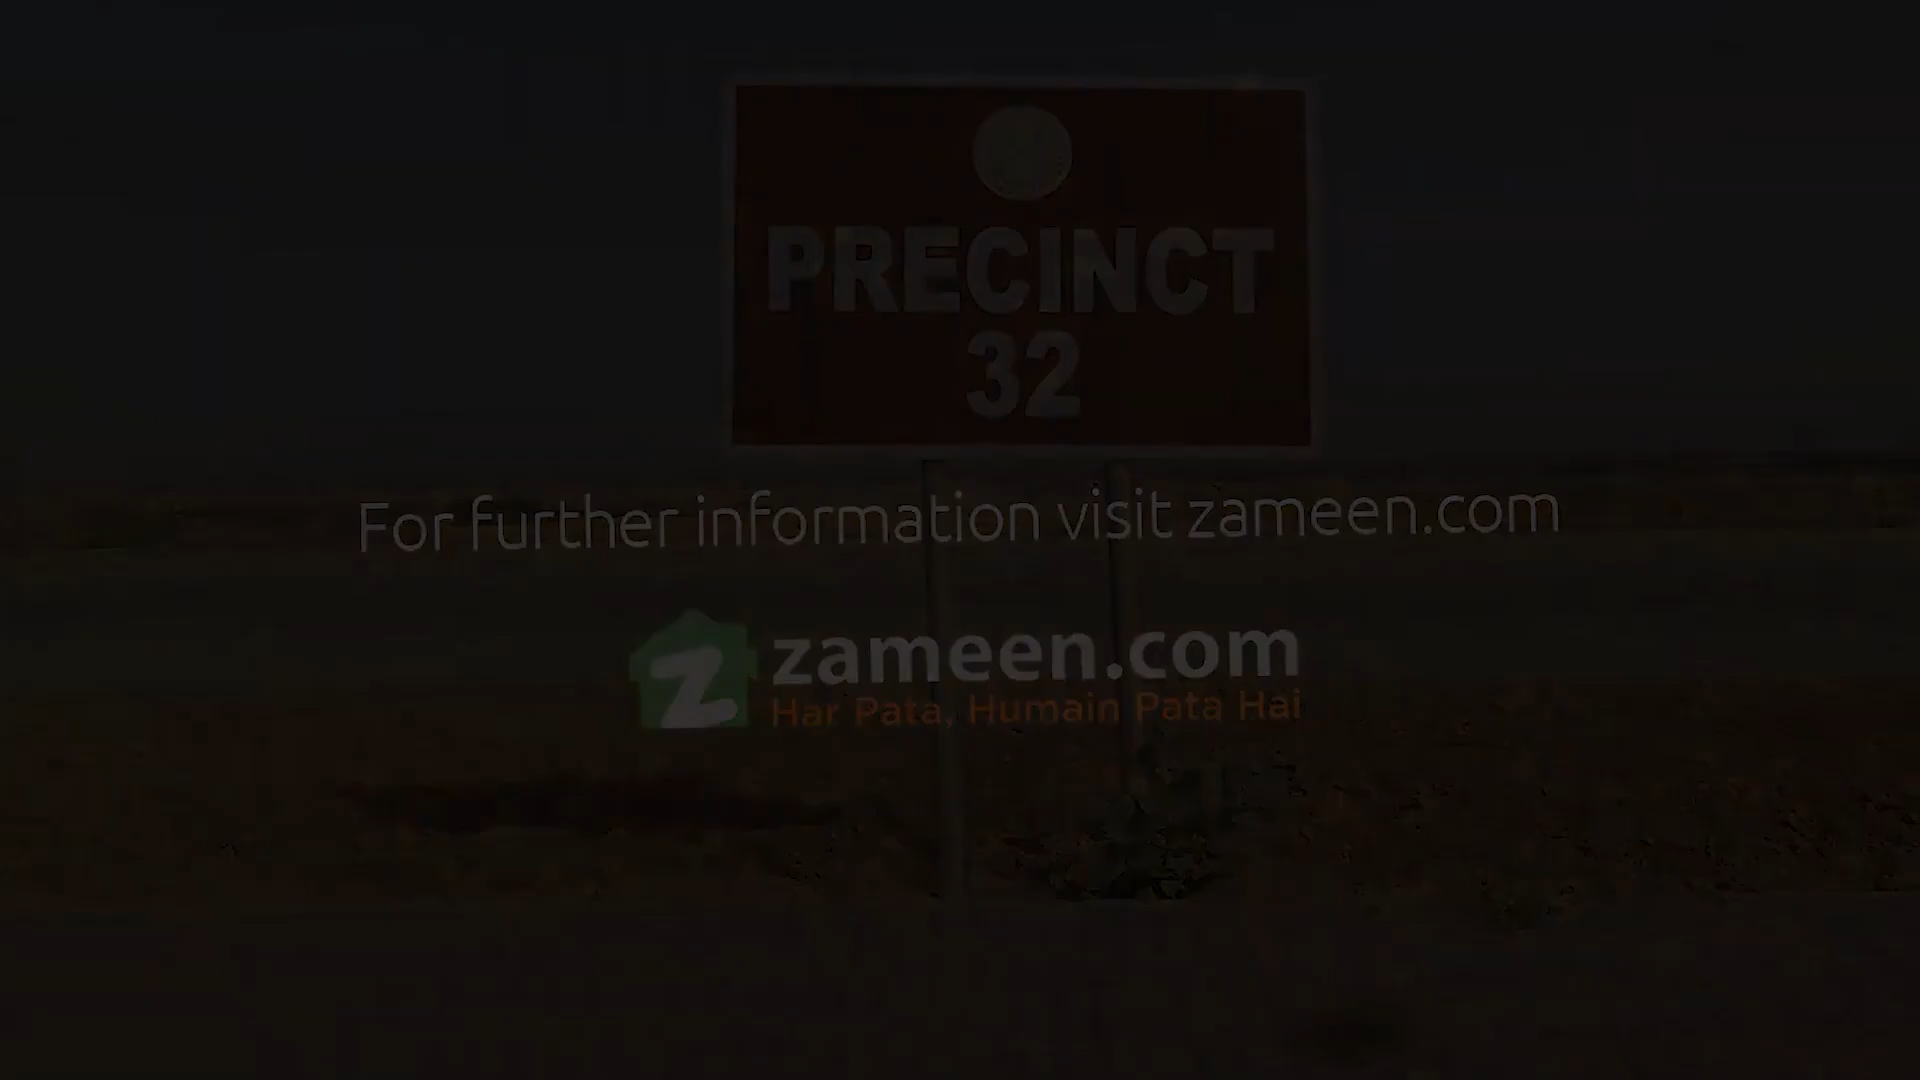 PRECINCT
32
For further information visit zameen.com
zameen.com
Har Pata, Humain Pata Hai